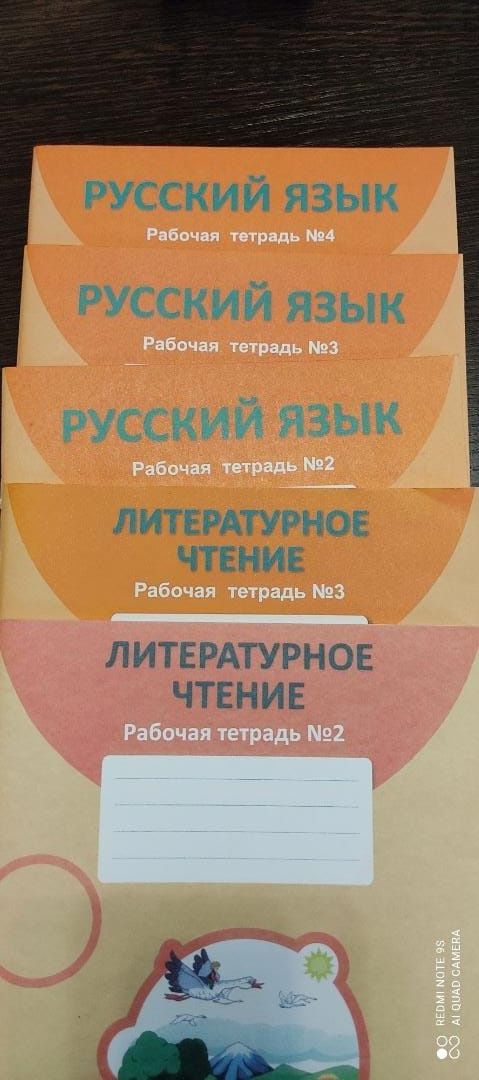 РУССКИЙ ЯЗЫК
Рабочая тетрадь №4
РУССКИЙ ЯЗЫК
Рабочая тетрадь №3
РУССКИЙ ЯЗЫК
Рабочая тетрадь №2
ЛИТЕРАТУРНОЕ
ЧТЕНИЕ
Рабочая тетрадь №3
ЛИТЕРАТУРНОЕ
ЧТЕНИЕ
Рабочая тетрадь №2
REDMI NOTE 9S
AI QUAD CAMERA